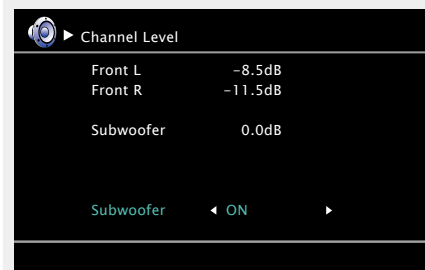 Channel Level
Front L −8.5dB
Front R −11.5dB
Subwoofer 0.0dB
Subwoofer ON